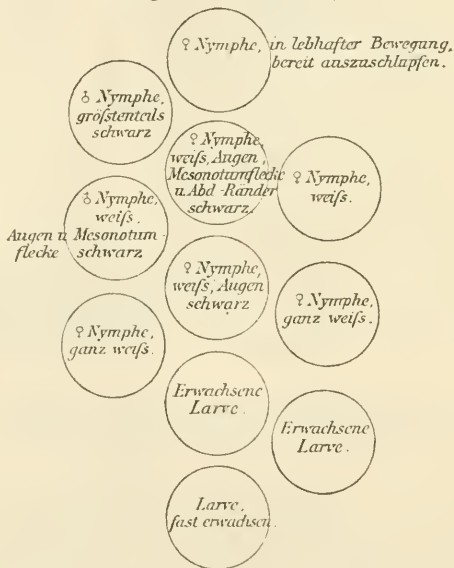 ♀ Nymphe, in lebhafter Bewegung,
bereit auszuschlüpfen.
♂ Nymphe,
größtenteils
schwarz
♀ Nymphe,
weiß, Augen,
Mesonotumflecke
u. Abd.-Ränder
schwarz.
♀ Nymphe,
weiß.
♂ Nymphe,
weiß.
Augen u. Mesonotum-
flecke schwarz
♀ Nymphe,
weiß, Augen
schwarz
♀ Nymphe,
ganz weiß.
♀ Nymphe,
ganz weiß.
Erwachsene
Larve.
Erwachsene
Larve.
Larve.
fast erwachsen.